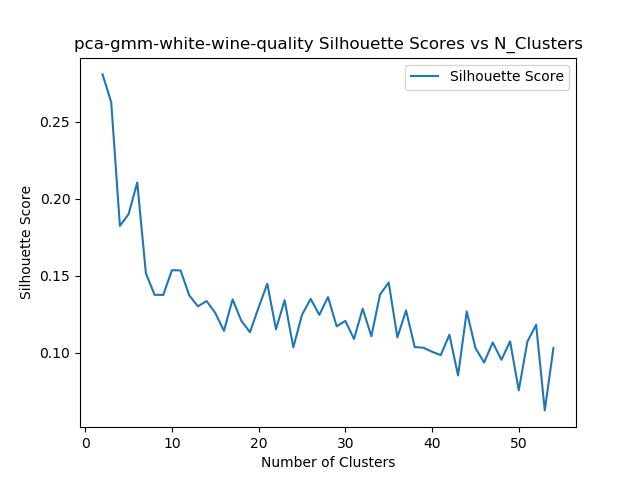 pca-gmm-white-wine-quality Silhouette Scores vs N_Clusters
Silhouette Score
0.25
0.20
0.15
0.10
Silhouette Score
0
10
20
30
40
50
Number of Clusters